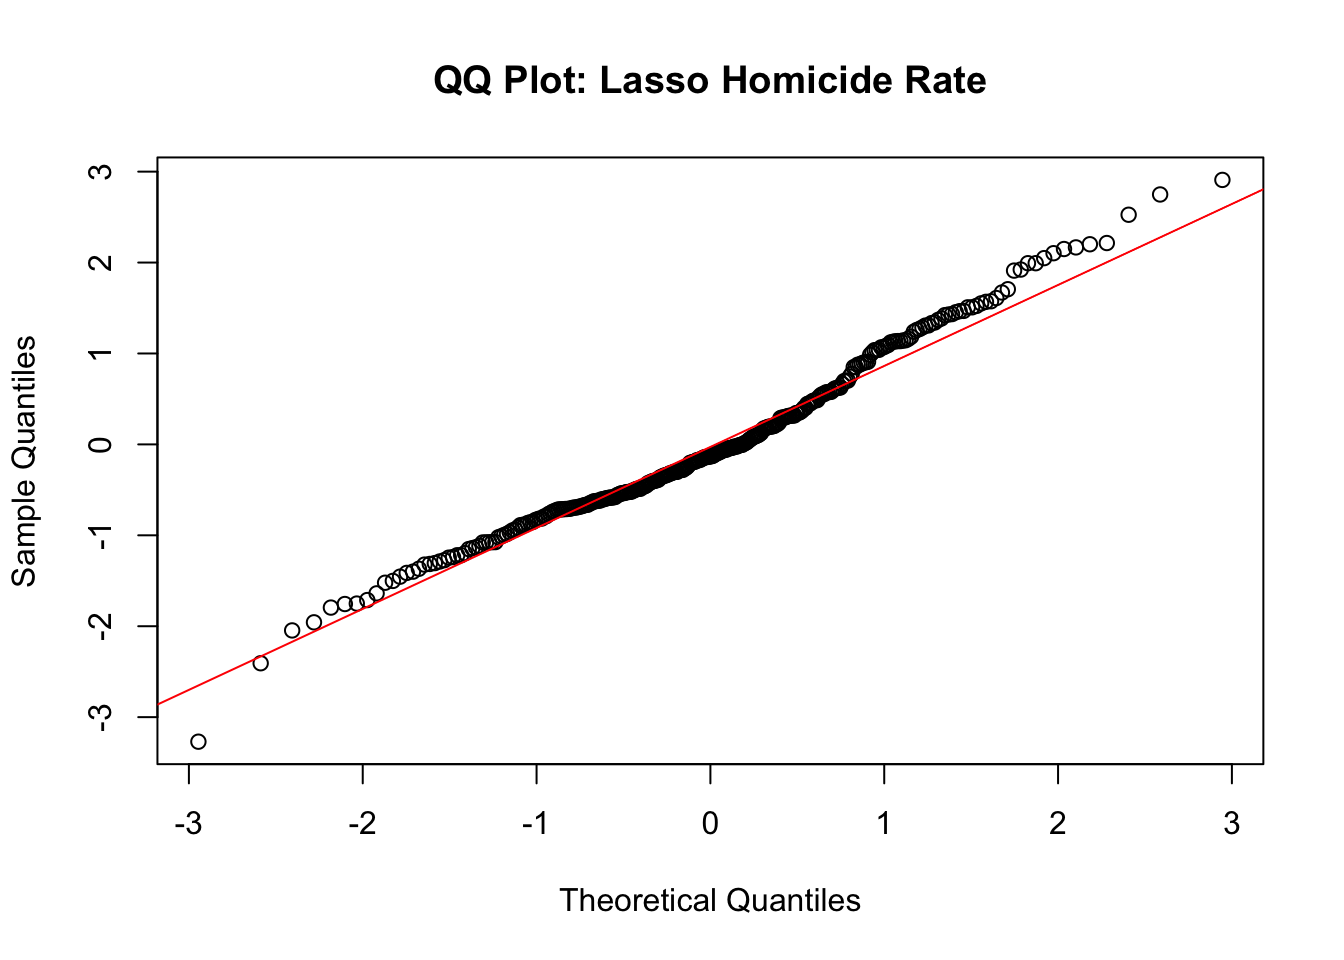 QQ Plot: Lasso Homicide Rate
Sample Quantiles
3
2
1
0
-1
-2
-3
-3 -2 -1 0 1 2 3
Theoretical Quantiles